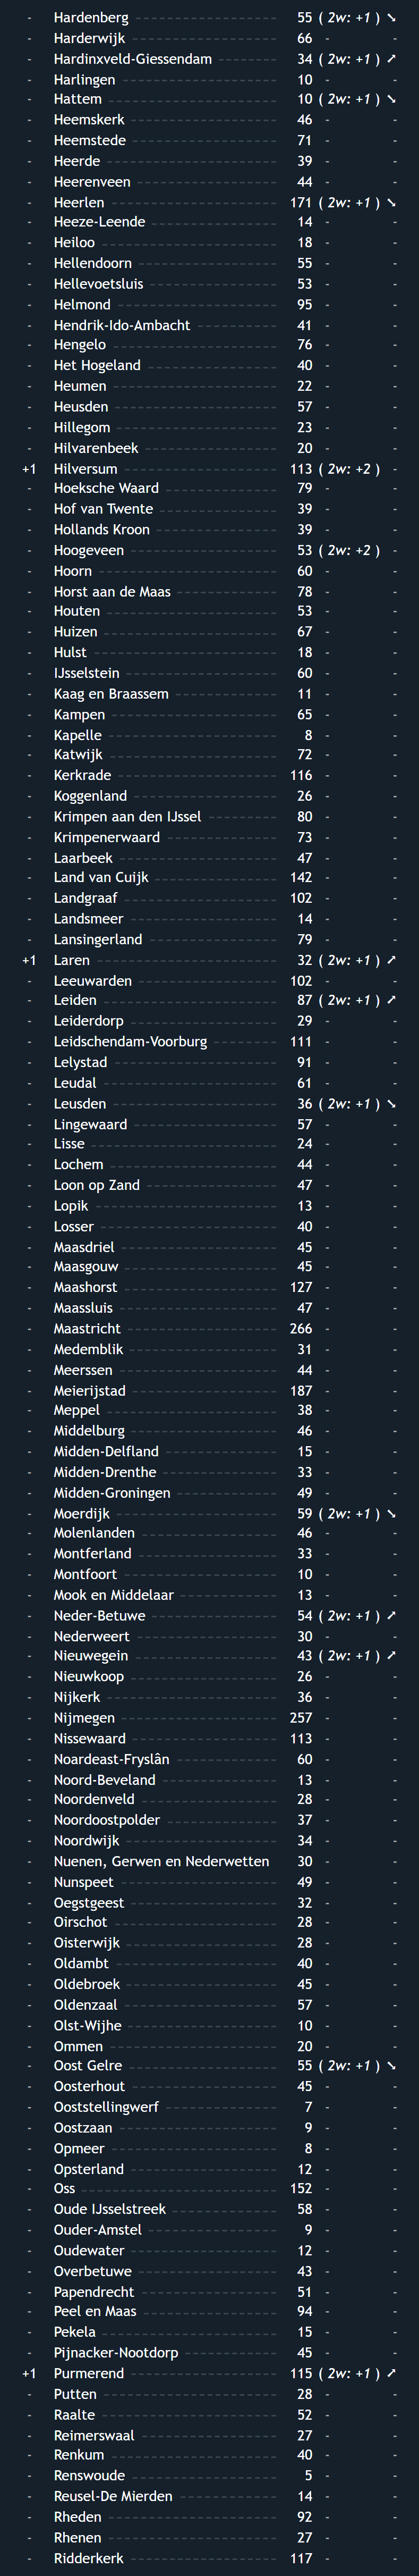 - Hardenberg 55 ( 2w: +1 ) ↘
- Harderwijk 66 - -
- Hardinxveld-Giessendam 34 ( 2w: +1 ) ↗
- Harlingen 10 - -
- Hattem 10 ( 2w: +1 ) ↘
- Heemskerk 46 - -
- Heemstede 71 - -
- Heerde 39 - -
- Heerenveen 44 - -
- Heerlen 171 ( 2w: +1 ) ↘
- Heeze-Leende 14 - -
- Heiloo 18 - -
- Hellendoorn 55 - -
- Hellevoetsluis 53 - -
- Helmond 95 - -
- Hendrik-Ido-Ambacht 41 - -
- Hengelo 76 - -
- Het Hogeland 40 - -
- Heumen 22 - -
- Heusden 57 - -
- Hillegom 23 - -
- Hilvarenbeek 20 - -
+1 Hilversum 113 ( 2w: +2 ) -
- Hoeksche Waard 79 - -
- Hof van Twente 39 - -
- Hollands Kroon 39 - -
- Hoogeveen 53 ( 2w: +2 ) -
- Hoorn 60 - -
- Horst aan de Maas 78 - -
- Houten 53 - -
- Huizen 67 - -
- Hulst 18 - -
- IJsselstein 60 - -
- Kaag en Braassem 11 - -
- Kampen 65 - -
- Kapelle 8 - -
- Katwijk 72 - -
- Kerkrade 116 - -
- Koggenland 26 - -
- Krimpen aan den IJssel 80 - -
- Krimpenerwaard 73 - -
- Laarbeek 47 - -
- Land van Cuijk 142 - -
- Landgraaf 102 - -
- Landsmeer 14 - -
- Lansingerland 79 - -
+1 Laren 32 ( 2w: +1 ) ↗
- Leeuwarden 102 - -
- Leiden 87 ( 2w: +1 ) ↗
- Leiderdorp 29 - -
- Leidschendam-Voorburg 111 - -
- Lelystad 91 - -
- Leudal 61 - -
- Leusden 36 ( 2w: +1 ) ↘
- Lingewaard 57 - -
- Lisse 24 - -
- Lochem 44 - -
- Loon op Zand 47 - -
- Lopik 13 - -
- Losser 40 - -
- Maasdriel 45 - -
- Maasgouw 45 - -
- Maashorst 127 - -
- Maassluis 47 - -
- Maastricht 266 - -
- Medemblik 31 - -
- Meerssen 44 - -
- Meierijstad 187 - -
- Meppel 38 - -
- Middelburg 46 - -
- Midden-Delfland 15 - -
- Midden-Drenthe 33 - -
- Midden-Groningen 49 - -
- Moerdijk 59 ( 2w: +1 ) ↘
- Molenlanden 46 - -
- Montferland 33 - -
- Montfoort 10 - -
- Mook en Middelaar 13 - -
- Neder-Betuwe 54 ( 2w: +1 ) ↗
- Nederweert 30 - -
- Nieuwegein 43 ( 2w: +1 ) ↗
- Nieuwkoop 26 - -
- Nijkerk 36 - -
- Nijmegen 257 - -
- Nissewaard 113 - -
- Noardeast-Fryslân 60 - -
- Noord-Beveland 13 - -
- Noordenveld 28 - -
- Noordoostpolder 37 - -
- Noordwijk 34 - -
- Nuenen, Gerwen en Nederwetten 30 - -
- Nunspeet 49 - -
- Oegstgeest 32 - -
- Oirschot 28 - -
- Oisterwijk 28 - -
- Oldambt 40 - -
- Oldebroek 45 - -
- Oldenzaal 57 - -
- Olst-Wijhe 10 - -
- Ommen 20 - -
- Oost Gelre 55 ( 2w: +1 ) ↘
- Oosterhout 45 - -
- Ooststellingwerf 7 - -
- Oostzaan 9 - -
- Opmeer 8 - -
- Opsterland 12 - -
- Oss 152 - -
- Oude IJsselstreek 58 - -
- Ouder-Amstel 9 - -
- Oudewater 12 - -
- Overbetuwe 43 - -
- Papendrecht 51 - -
- Peel en Maas 94 - -
- Pekela 15 - -
- Pijnacker-Nootdorp 45 - -
+1 Purmerend 115 ( 2w: +1 ) ↗
- Putten 28 - -
- Raalte 52 - -
- Reimerswaal 27 - -
- Renkum 40 - -
- Renswoude 5 - -
- Reusel-De Mierden 14 - -
- Rheden 92 - -
- Rhenen 27 - -
- Ridderkerk 117 - -